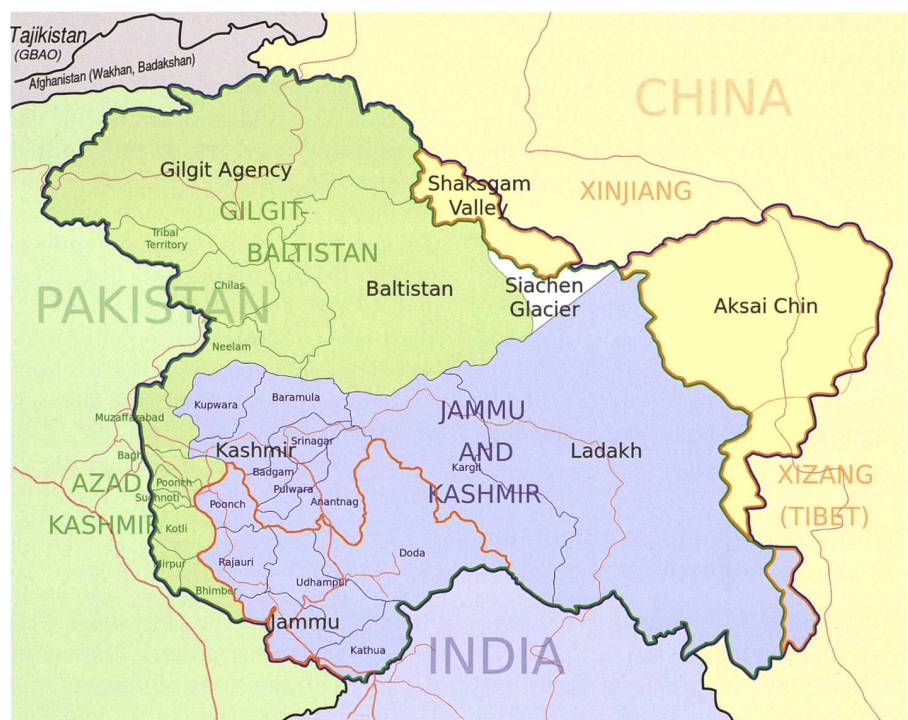 Tajikistan
(GBAO)
Afghanistan (Wakhan, Badakshan)
CHINA
Gilgit Agency
Shaksgam
Valley
XINJIANG
GILGIT-
BALTISTAN
Tribal
Territory
Chilas
PAKISTAN
Baltistan
Siachen
Glacier
Aksai Chin
Neelam
Kupwara
Baramula
Muzaffarabad
JAMMU
AND
KASHMIR
Kashmir
Srinagar
Ladakh
Bagh
Badgam
Kargil
AZAD
KASHMIR
Poonch
Sudhnoti
Pulwara
Anantnag
Poonch
XIZANG
(TIBET)
Kotli
Mirpur
Rajauri
Doda
Bhimber
Udhampur
Jammu
Kathua
INDIA